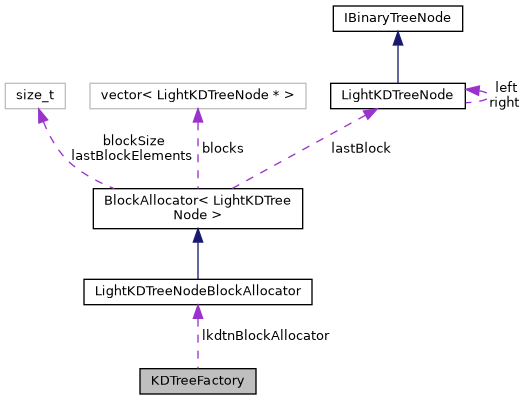 IBinaryTreeNode
size_t
vector< LightKDTreeNode * >
LightKDTreeNode
left
right
blockSize
lastBlockElements
blocks
lastBlock
BlockAllocator< LightKDTree
Node >
LightKDTreeNodeBlockAllocator
lkdtnBlockAllocator
KDTreeFactory